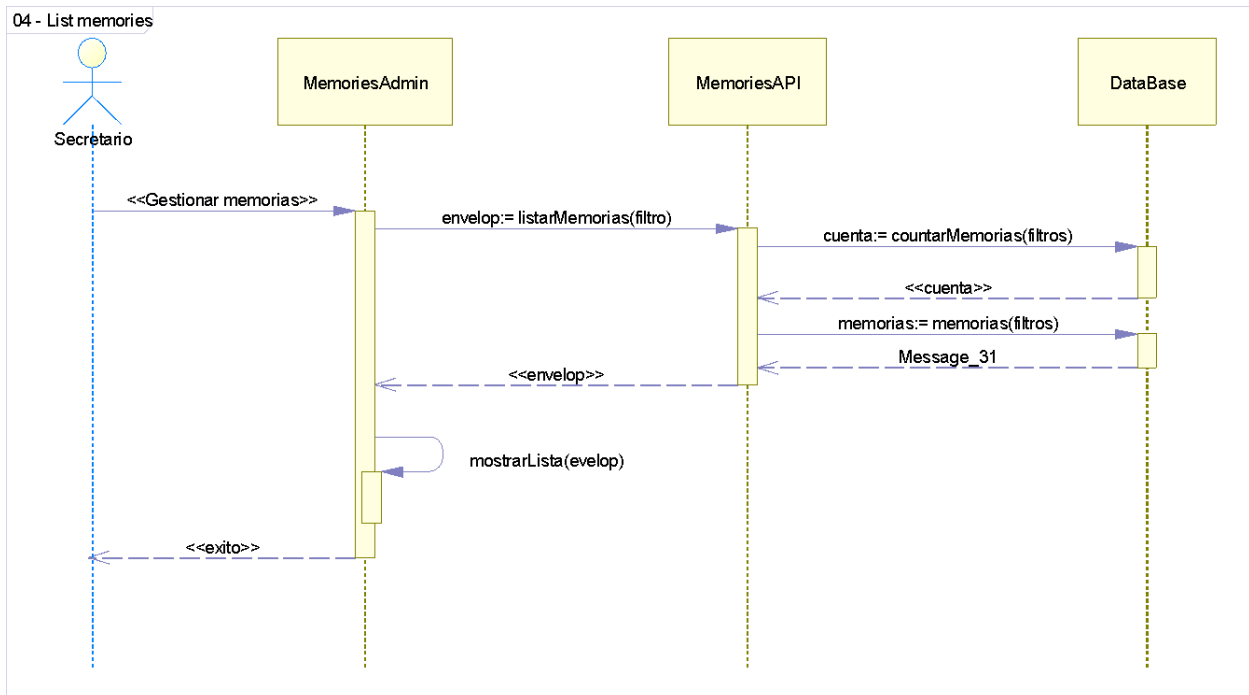 04 - List memories
MemoriesAdmin
MemoriesAPI
DataBase
Secretario
<<Gestionar memorias>>
envelop:= listarMemorias(filtro)
cuenta:= countarMemorias(filtros)
<<cuenta>>
memorias:= memorias(filtros)
Message_31
<<envelop>>
mostrarLista(evelop)
<<exito>>